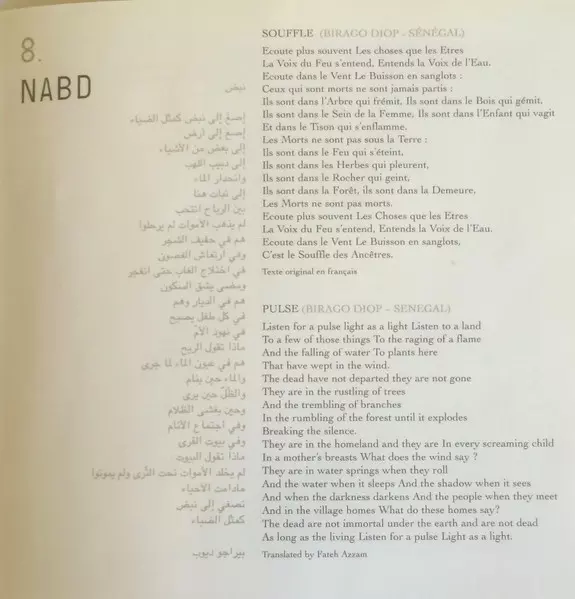 8.
NABD
نبض
إصغ إلى نبض كمثل الضياء
إصغ إلى أرض
إلى بعض من الأشياء
إلى دبيب اللهب
وانحدار الماء
إلى نبات هنا
بين الرياح انتحب
لم يذهب الأموات لم يرحلوا
هم في حفيف الشجر
وفي ارتعاش الغصون
في اختلاج الغاب حتى انفجر
ومضى يشق السكون
هم في الديار وهم
في كل طفل يصيح
في نهود الأم
ماذا تقول الريح
هم في عيون الماء لما جرى
والماء حين ينام
والظل حين يرى
وحين يغشى الظلام
وفي اجتماع الأنام
وفي بيوت القرى
ماذا تقول البيوت
لم يخلد الأموات تحت الثرى ولم يموتوا
مادامت الأحياء
تصغي إلى نبض
كمثل الضياء
بيراجو ديوب
SOUFFLE (BIRAGO DIOP - SÉNÉGAL)
Ecoute plus souvent Les choses que les Etres
La Voix du Feu s'entend, Entends la Voix de l'Eau.
Ecoute dans le Vent Le Buisson en sanglots :
Ceux qui sont morts ne sont jamais partis :
Ils sont dans l'Arbre qui frémit, Ils sont dans le Bois qui gémit,
Ils sont dans le Sein de la Femme, Ils sont dans l'Enfant qui vagit
Et dans le Tison qui s'enflamme.
Les Morts ne sont pas sous la Terre :
Ils sont dans le Feu qui s'éteint,
Ils sont dans les Herbes qui pleurent,
Ils sont dans le Rocher qui geint,
Ils sont dans la Forêt, ils sont dans la Demeure,
Les Morts ne sont pas morts.
Ecoute plus souvent Les Choses que les Etres
La Voix du Feu s'entend, Entends la Voix de l'Eau.
Ecoute dans le Vent Le Buisson en sanglots,
C'est le Souffle des Ancêtres.
Texte original en français
PULSE (BIRAGO DIOP - SENEGAL)
Listen for a pulse light as a light Listen to a land
To a few of those things To the raging of a flame
And the falling of water To plants here
That have wept in the wind.
The dead have not departed they are not gone
They are in the rustling of trees
And the trembling of branches
In the rumbling of the forest until it explodes
Breaking the silence.
They are in the homeland and they are In every screaming child
In a mother's breasts What does the wind say ?
They are in water springs when they roll
And the water when it sleeps And the shadow when it sees
And when the darkness darkens And the people when they meet
And in the village homes What do these homes say?
The dead are not immortal under the earth and are not dead
As long as the living Listen for a pulse Light as a light.
Translated by Fateh Azzam